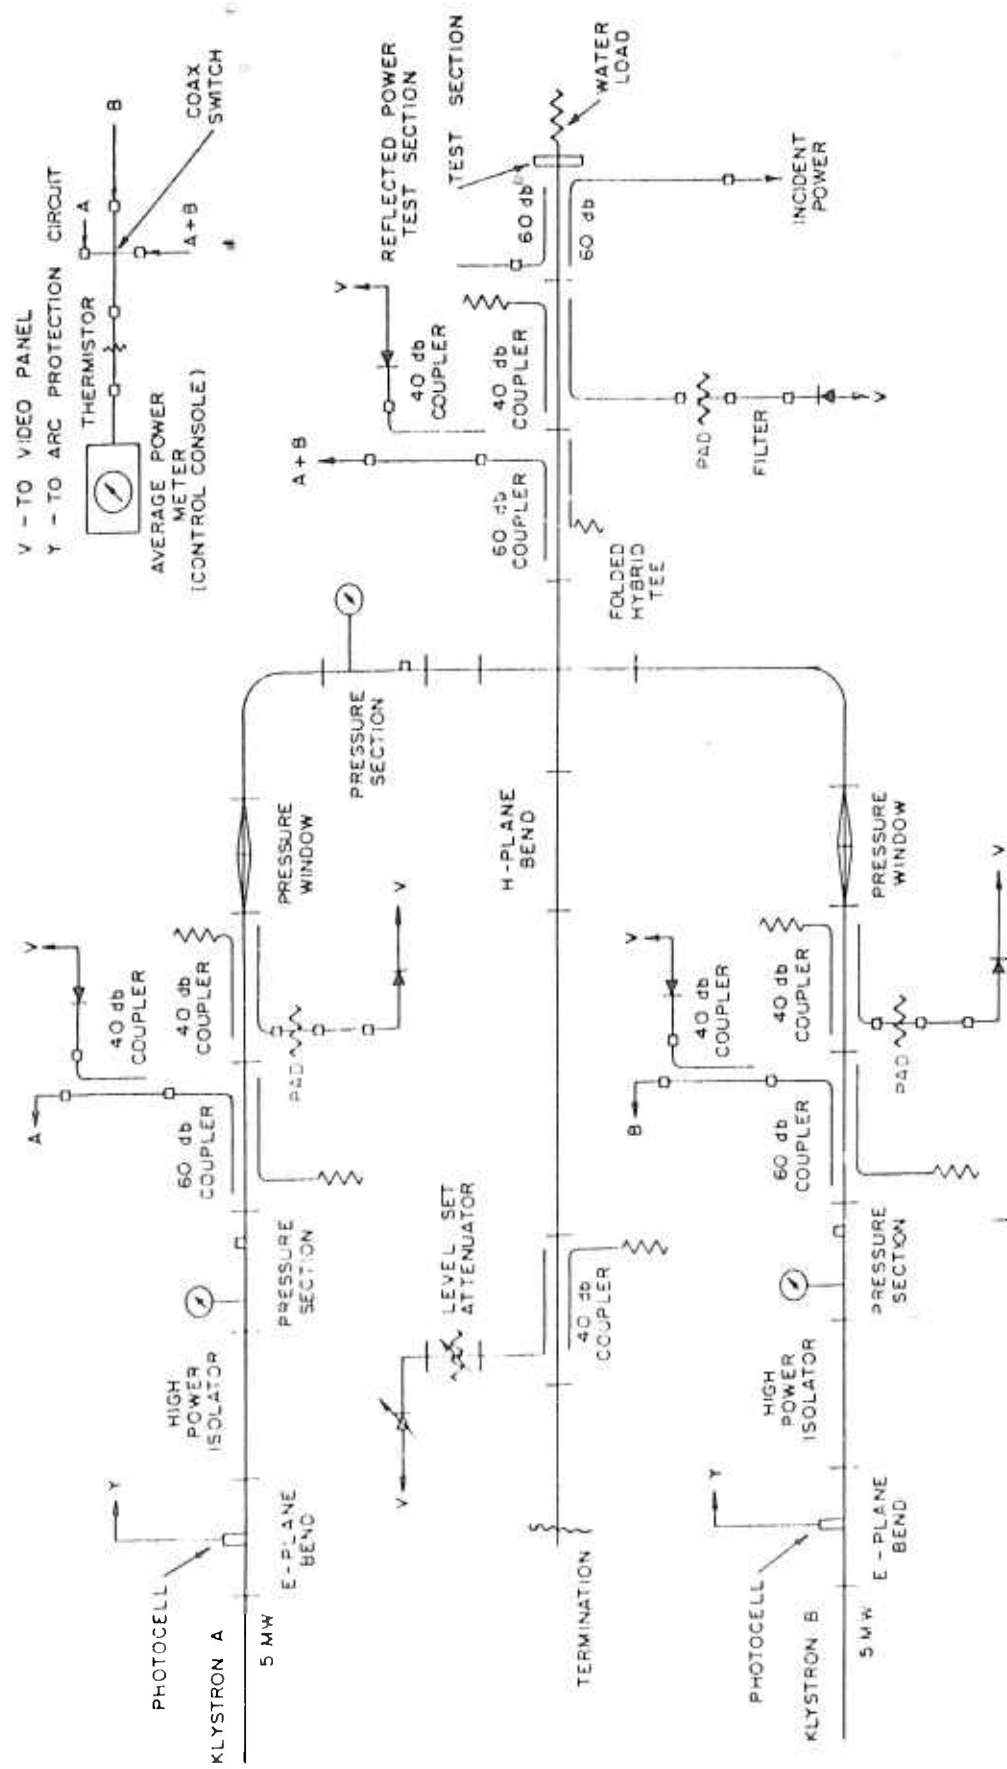 V - TO VIDEO PANEL
Y - TO ARC PROTECTION CIRCUIT
THERMISTOR
A
B
A+B
COAX
SWITCH
AVERAGE POWER
METER
(CONTROL CONSOLE)
KLYSTRON A
5 MW
PHOTOCELL
Y
E-PLANE
BEND
HIGH
POWER
ISOLATOR
PRESSURE
SECTION
A
60 db
COUPLER
V
40 db
COUPLER
40 db
COUPLER
PAD
V
PRESSURE
WINDOW
PRESSURE
SECTION
A+B
60 db
COUPLER
V
40 db
COUPLER
40 db
COUPLER
REFLECTED POWER
TEST SECTION
TEST SECTION
60 db
60 db
WATER
LOAD
INCIDENT
POWER
PAD
FILTER
V
FOLDED
HYBRID
TEE
H-PLANE
BEND
LEVEL SET
ATTENUATOR
V
40 db
COUPLER
TERMINATION
KLYSTRON B
5 MW
PHOTOCELL
Y
E-PLANE
BEND
HIGH
POWER
ISOLATOR
PRESSURE
SECTION
B
60 db
COUPLER
V
40 db
COUPLER
40 db
COUPLER
PAD
V
PRESSURE
WINDOW